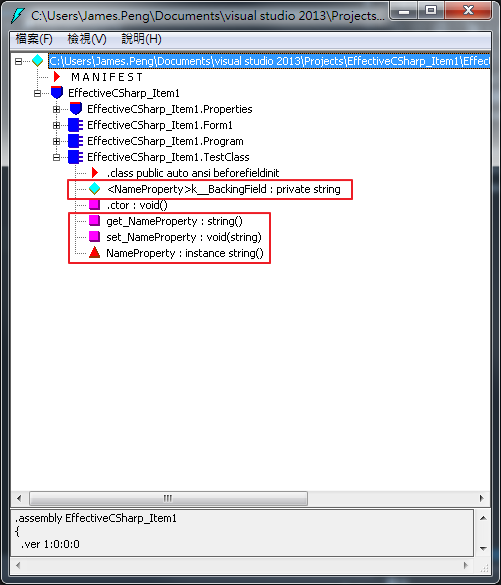 C:\Users\James.Peng\Documents\visual studio 2013\Projects\...
檔案(F) 檢視(V) 說明(H)
C:\Users\James.Peng\Documents\visual studio 2013\Projects\EffectiveCSharp_Item1\Effecti
M A N I F E S T
EffectiveCSharp_Item1
EffectiveCSharp_Item1.Properties
EffectiveCSharp_Item1.Form1
EffectiveCSharp_Item1.Program
EffectiveCSharp_Item1.TestClass
.class public auto ansi beforefieldinit
<NameProperty>k__BackingField : private string
.ctor : void()
get_NameProperty : string()
set_NameProperty : void(string)
NameProperty : instance string()
.assembly EffectiveCSharp_Item1
{
.ver 1:0:0:0